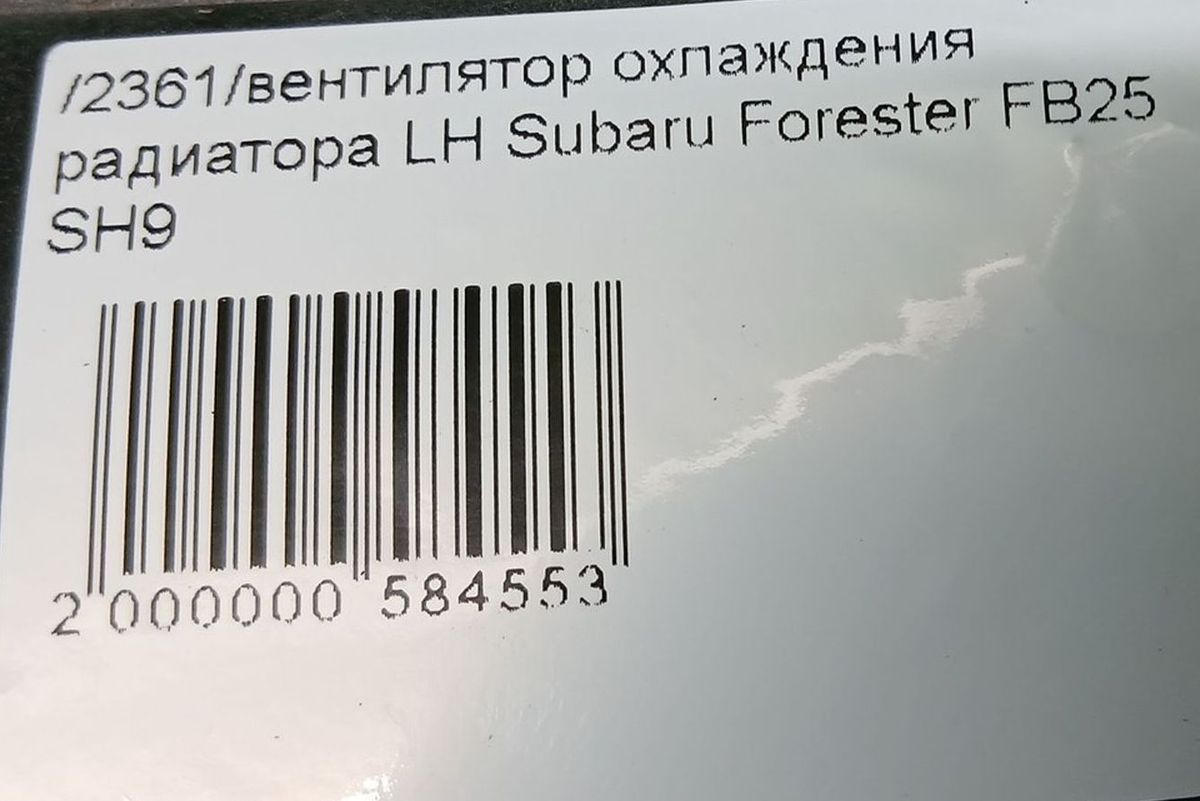 /2361/вентилятор охлаждения
радиатора LH Subaru Forester FB25
SH9
2 000000 584553